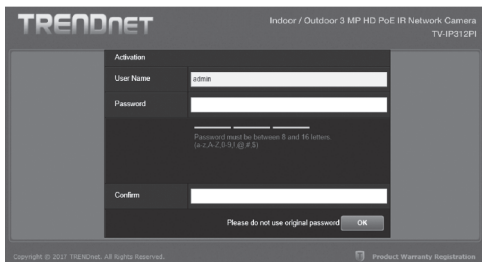 TRENDNET
Indoor / Outdoor 3 MP HD PoE IR Network Camera
TV-IP312PI
Activation
User Name
admin
Password
Password must be between 8 and 16 letters
(a-z,A-Z,0-9,!,@,#,$)
Confirm
Please do not use original password
OK
Copyright © 2017 TRENDnet. All Rights Reserved.
Product Warranty Registration